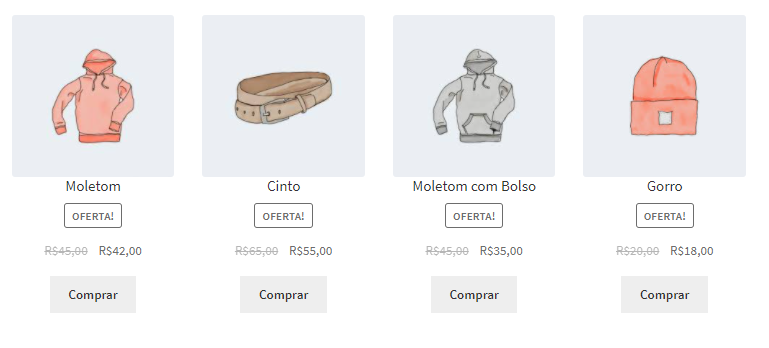 Moletom
Cinto
Moletom com Bolso
Gorro
OFERTA!
OFERTA!
OFERTA!
OFERTA!
R$45,00 R$42,00
R$65,00 R$55,00
R$45,00 R$35,00
R$20,00 R$18,00
Comprar
Comprar
Comprar
Comprar